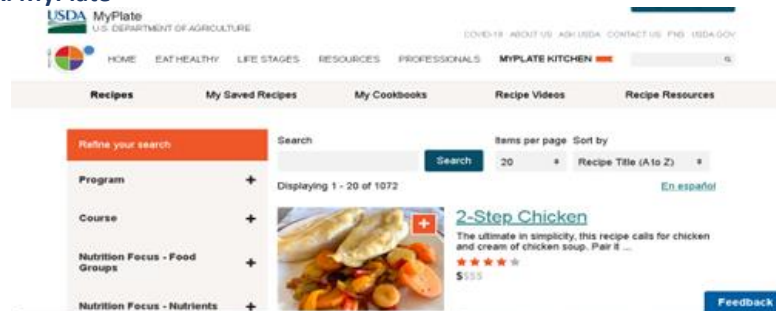 USDA MyPlate
U.S. DEPARTMENT OF AGRICULTURE
COVID-19 ABOUT US ASK USDA CONTACT US FNS USDA.GOV
HOME EAT HEALTHY LIFE STAGES RESOURCES PROFESSIONALS MYPLATE KITCHEN
Recipes My Saved Recipes My Cookbooks Recipe Videos Recipe Resources
Refine your search
Program +
Course +
Nutrition Focus - Food Groups +
Nutrition Focus - Nutrients +
Search Items per page Sort by
Search 20 Recipe Title (A to Z)
Displaying 1 - 20 of 1072 En español
+
2-Step Chicken
The ultimate in simplicity, this recipe calls for chicken
and cream of chicken soup. Pair it ...
$$$$
Feedback